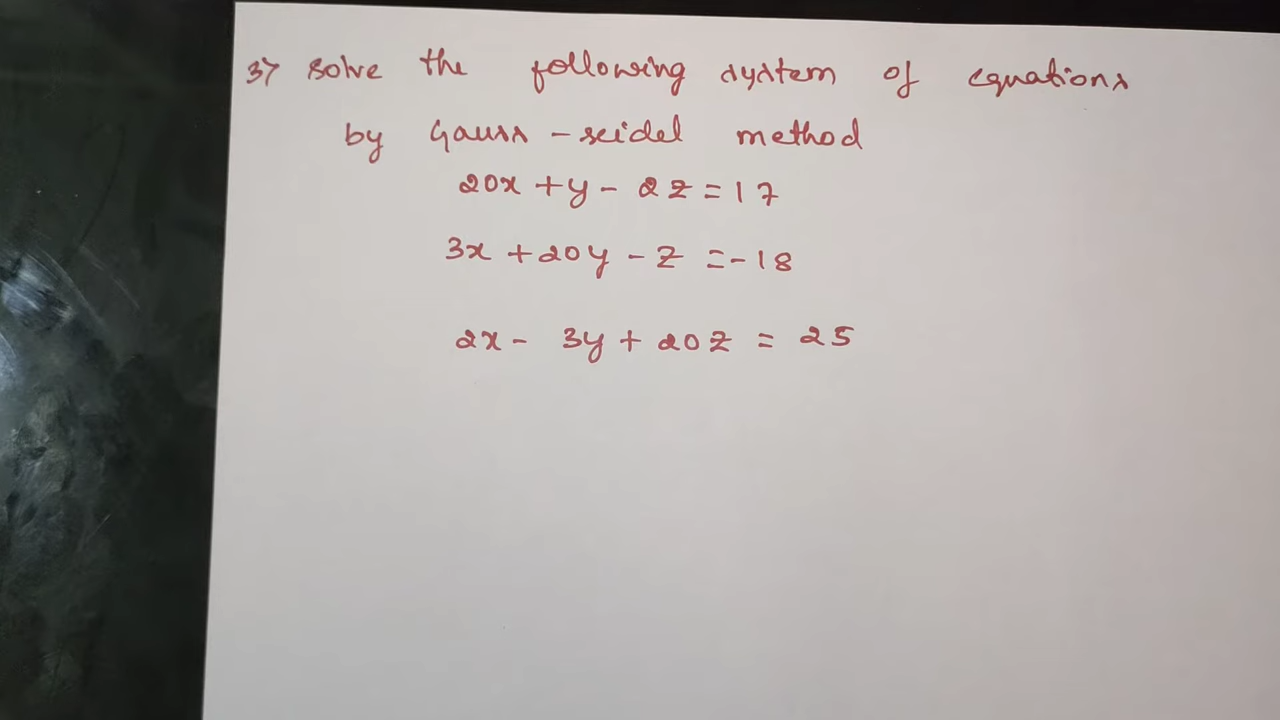 3> Solve the following system of equations
by Gauss - seidel method
20x + y - 2z = 17
3x + 20y - z = -18
2x - 3y + 20z = 25